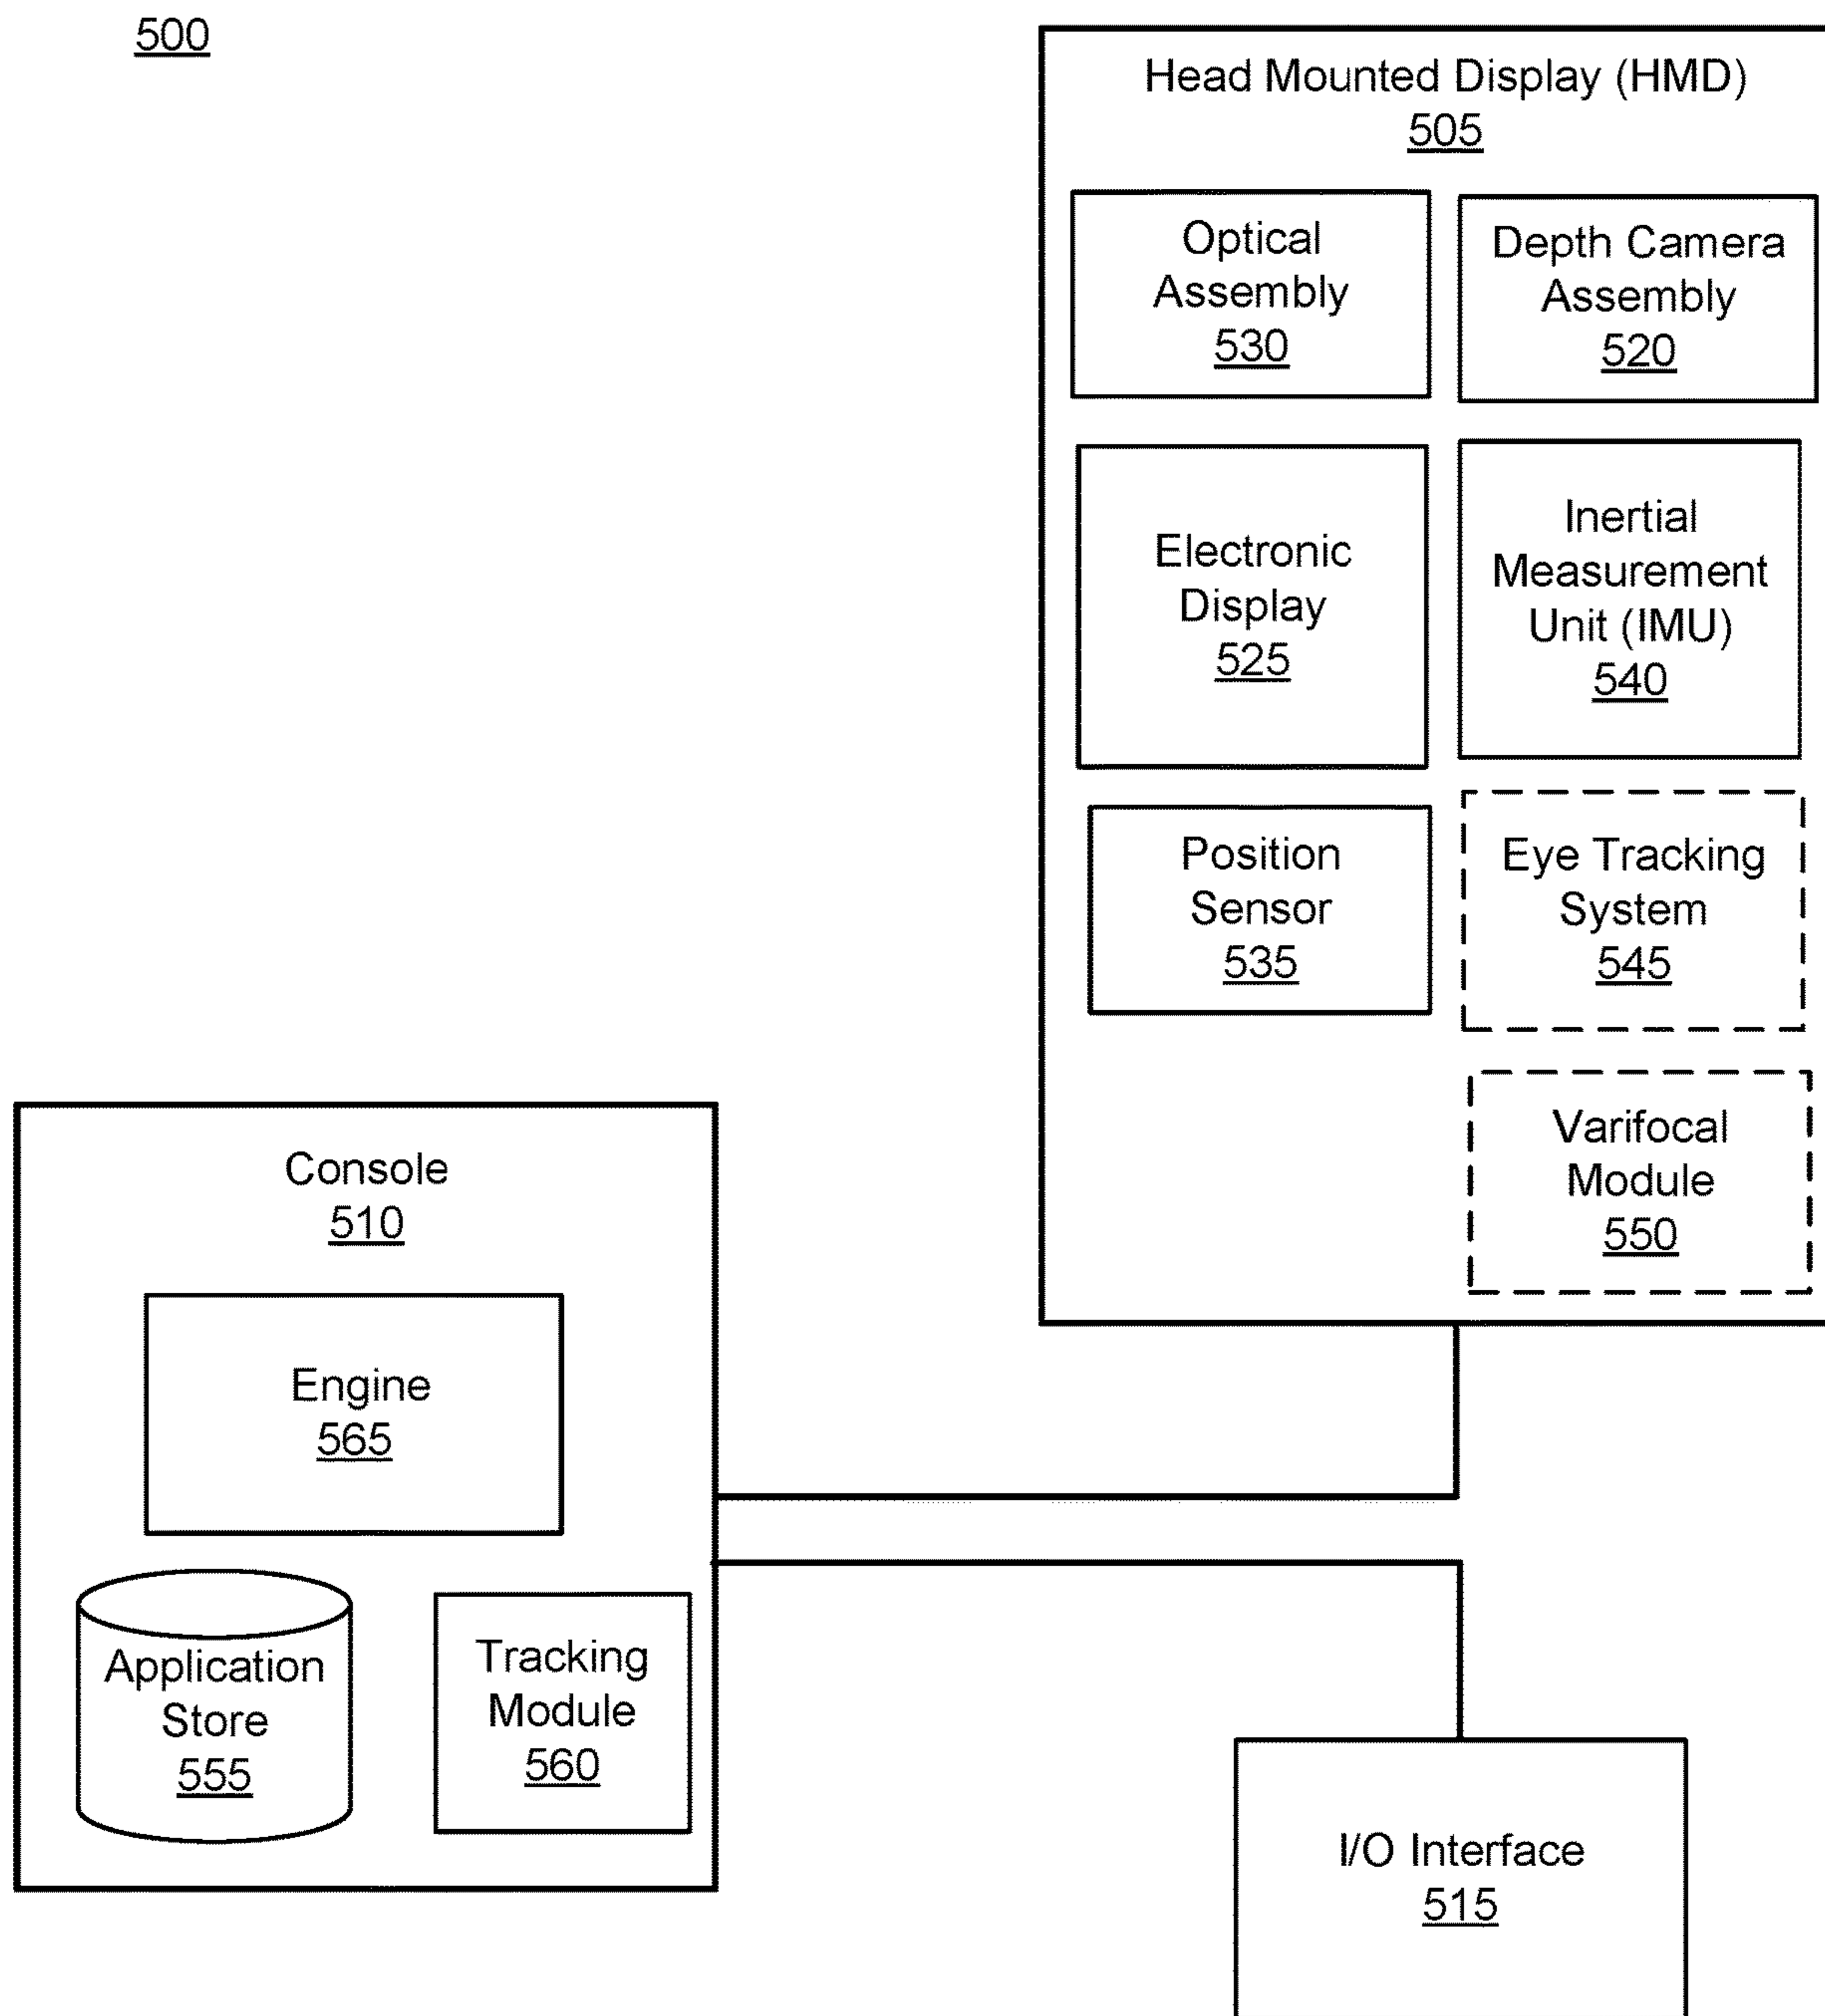 500
Head Mounted Display (HMD)
505
Optical
Assembly
530
Depth Camera
Assembly
520
Electronic
Display
525
Inertial
Measurement
Unit (IMU)
540
Position
Sensor
535
Eye Tracking
System
545
Varifocal
Module
550
Console
510
Engine
565
Application
Store
555
Tracking
Module
560
I/O Interface
515